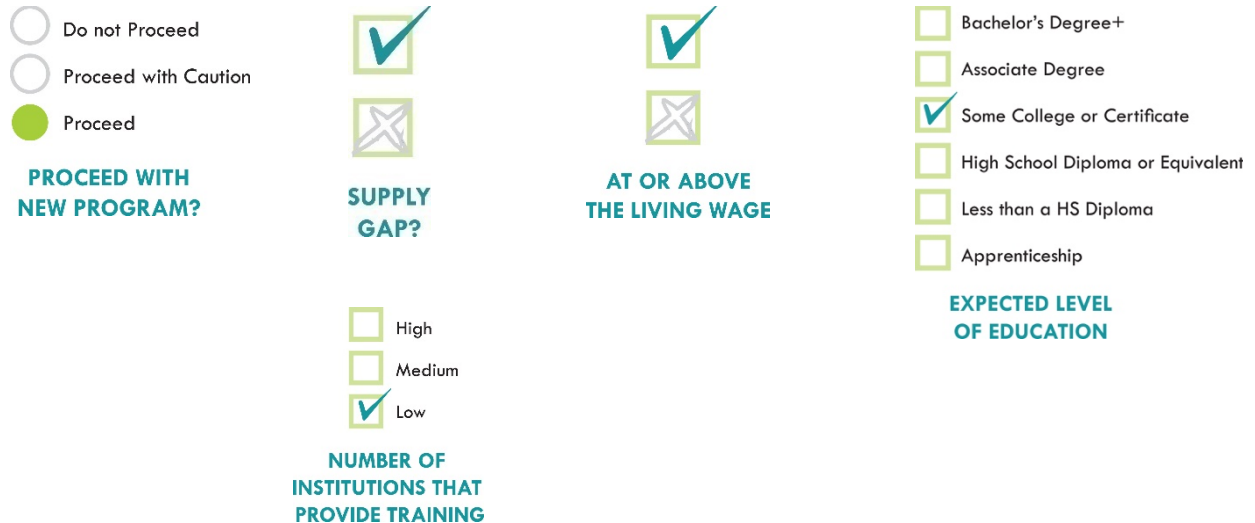 Do not Proceed
Proceed with Caution
Proceed
PROCEED WITH
NEW PROGRAM?
SUPPLY
GAP?
AT OR ABOVE
THE LIVING WAGE
Bachelor's Degree+
Associate Degree
Some College or Certificate
High School Diploma or Equivalent
Less than a HS Diploma
Apprenticeship
EXPECTED LEVEL
OF EDUCATION
High
Medium
Low
NUMBER OF
INSTITUTIONS THAT
PROVIDE TRAINING